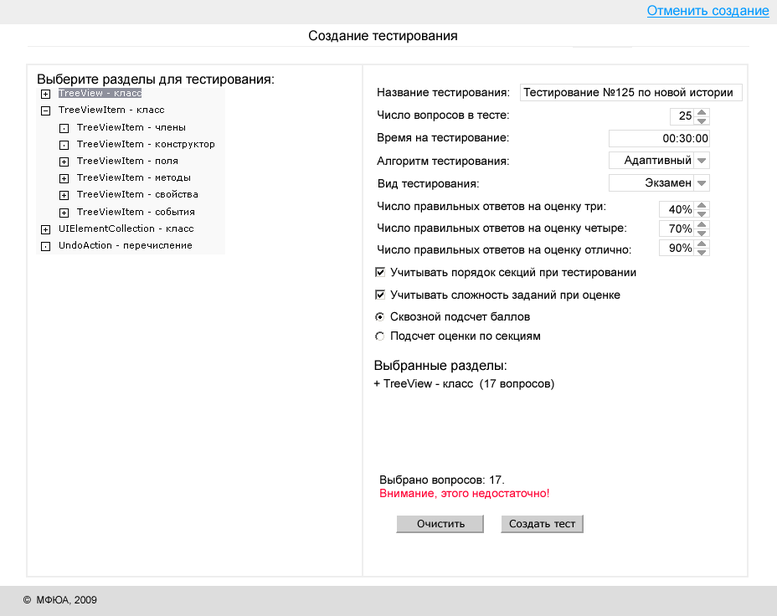 Отменить создание
Создание тестирования
Выберите разделы для тестирования:
TreeView - класс
TreeViewItem - класс
TreeViewItem - члены
TreeViewItem - конструктор
TreeViewItem - поля
TreeViewItem - методы
TreeViewItem - свойства
TreeViewItem - события
UIElementCollection - класс
UndoAction - перечисление
Название тестирования: Тестирование №125 по новой истории
Число вопросов в тесте: 25
Время на тестирование: 00:30:00
Алгоритм тестирования: Адаптивный
Вид тестирования: Экзамен
Число правильных ответов на оценку три: 40%
Число правильных ответов на оценку четыре: 70%
Число правильных ответов на оценку отлично: 90%
Учитывать порядок секций при тестировании
Учитывать сложность заданий при оценке
Сквозной подсчет баллов
Подсчет оценки по секциям
Выбранные разделы:
+ TreeView - класс (17 вопросов)
Выбрано вопросов: 17.
Внимание, этого недостаточно!
Очистить Создать тест
© МФЮА, 2009